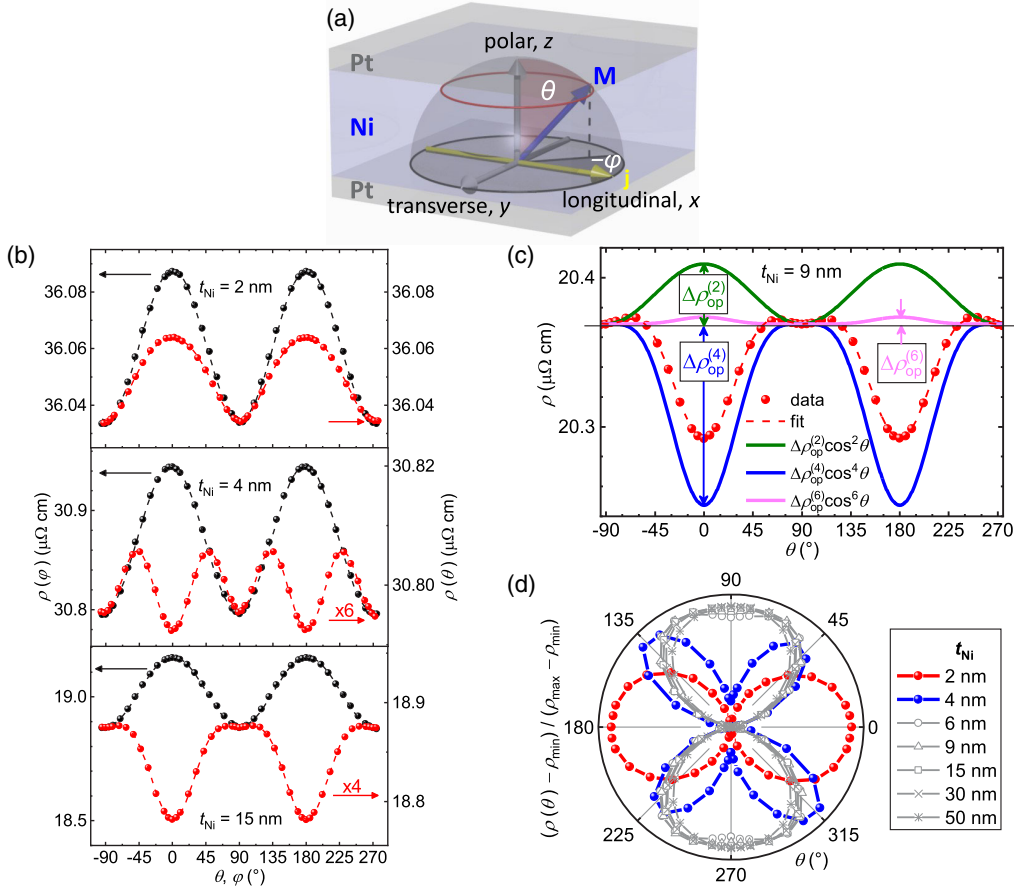 (a)
polar, z
Pt
M
θ
Ni
−φ
j
Pt
transverse, y
longitudinal, x
(b)
t_Ni = 2 nm
36.08
36.06
36.04
36.08
36.06
36.04
t_Ni = 4 nm
30.9
30.8
30.82
30.80
x6
ρ (φ) (μΩ cm)
ρ (θ) (μΩ cm)
19.0
18.5
18.9
18.8
x4
t_Ni = 15 nm
-90 -45 0 45 90 135 180 225 270
θ, φ (°)
(c)
t_Ni = 9 nm
20.4
20.3
ρ (μΩ cm)
Δρ_op^(2)
Δρ_op^(4)
Δρ_op^(6)
data
fit
Δρ_op^(2)cos²θ
Δρ_op^(4)cos⁴θ
Δρ_op^(6)cos⁶θ
-90 -45 0 45 90 135 180 225 270
θ (°)
(d)
90
135
45
180
0
225
315
270
θ (°)
(ρ (θ) − ρ_min) / (ρ_max − ρ_min)
t_Ni
2 nm
4 nm
6 nm
9 nm
15 nm
30 nm
50 nm